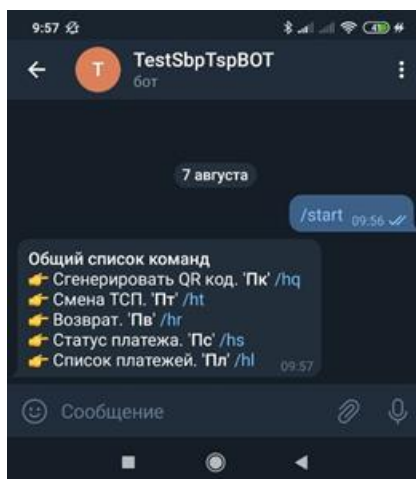 9:57
TestSbpTspBOT
бот
Т
7 августа
/start 09:56
Общий список команд
👉 Сгенерировать QR код. 'Пк' /hq
👉 Смена ТСП. 'Пт' /ht
👉 Возврат. 'Пв' /hr
👉 Статус платежа. 'Пс' /hs
👉 Список платежей. 'Пл' /hl
09:57
Сообщение